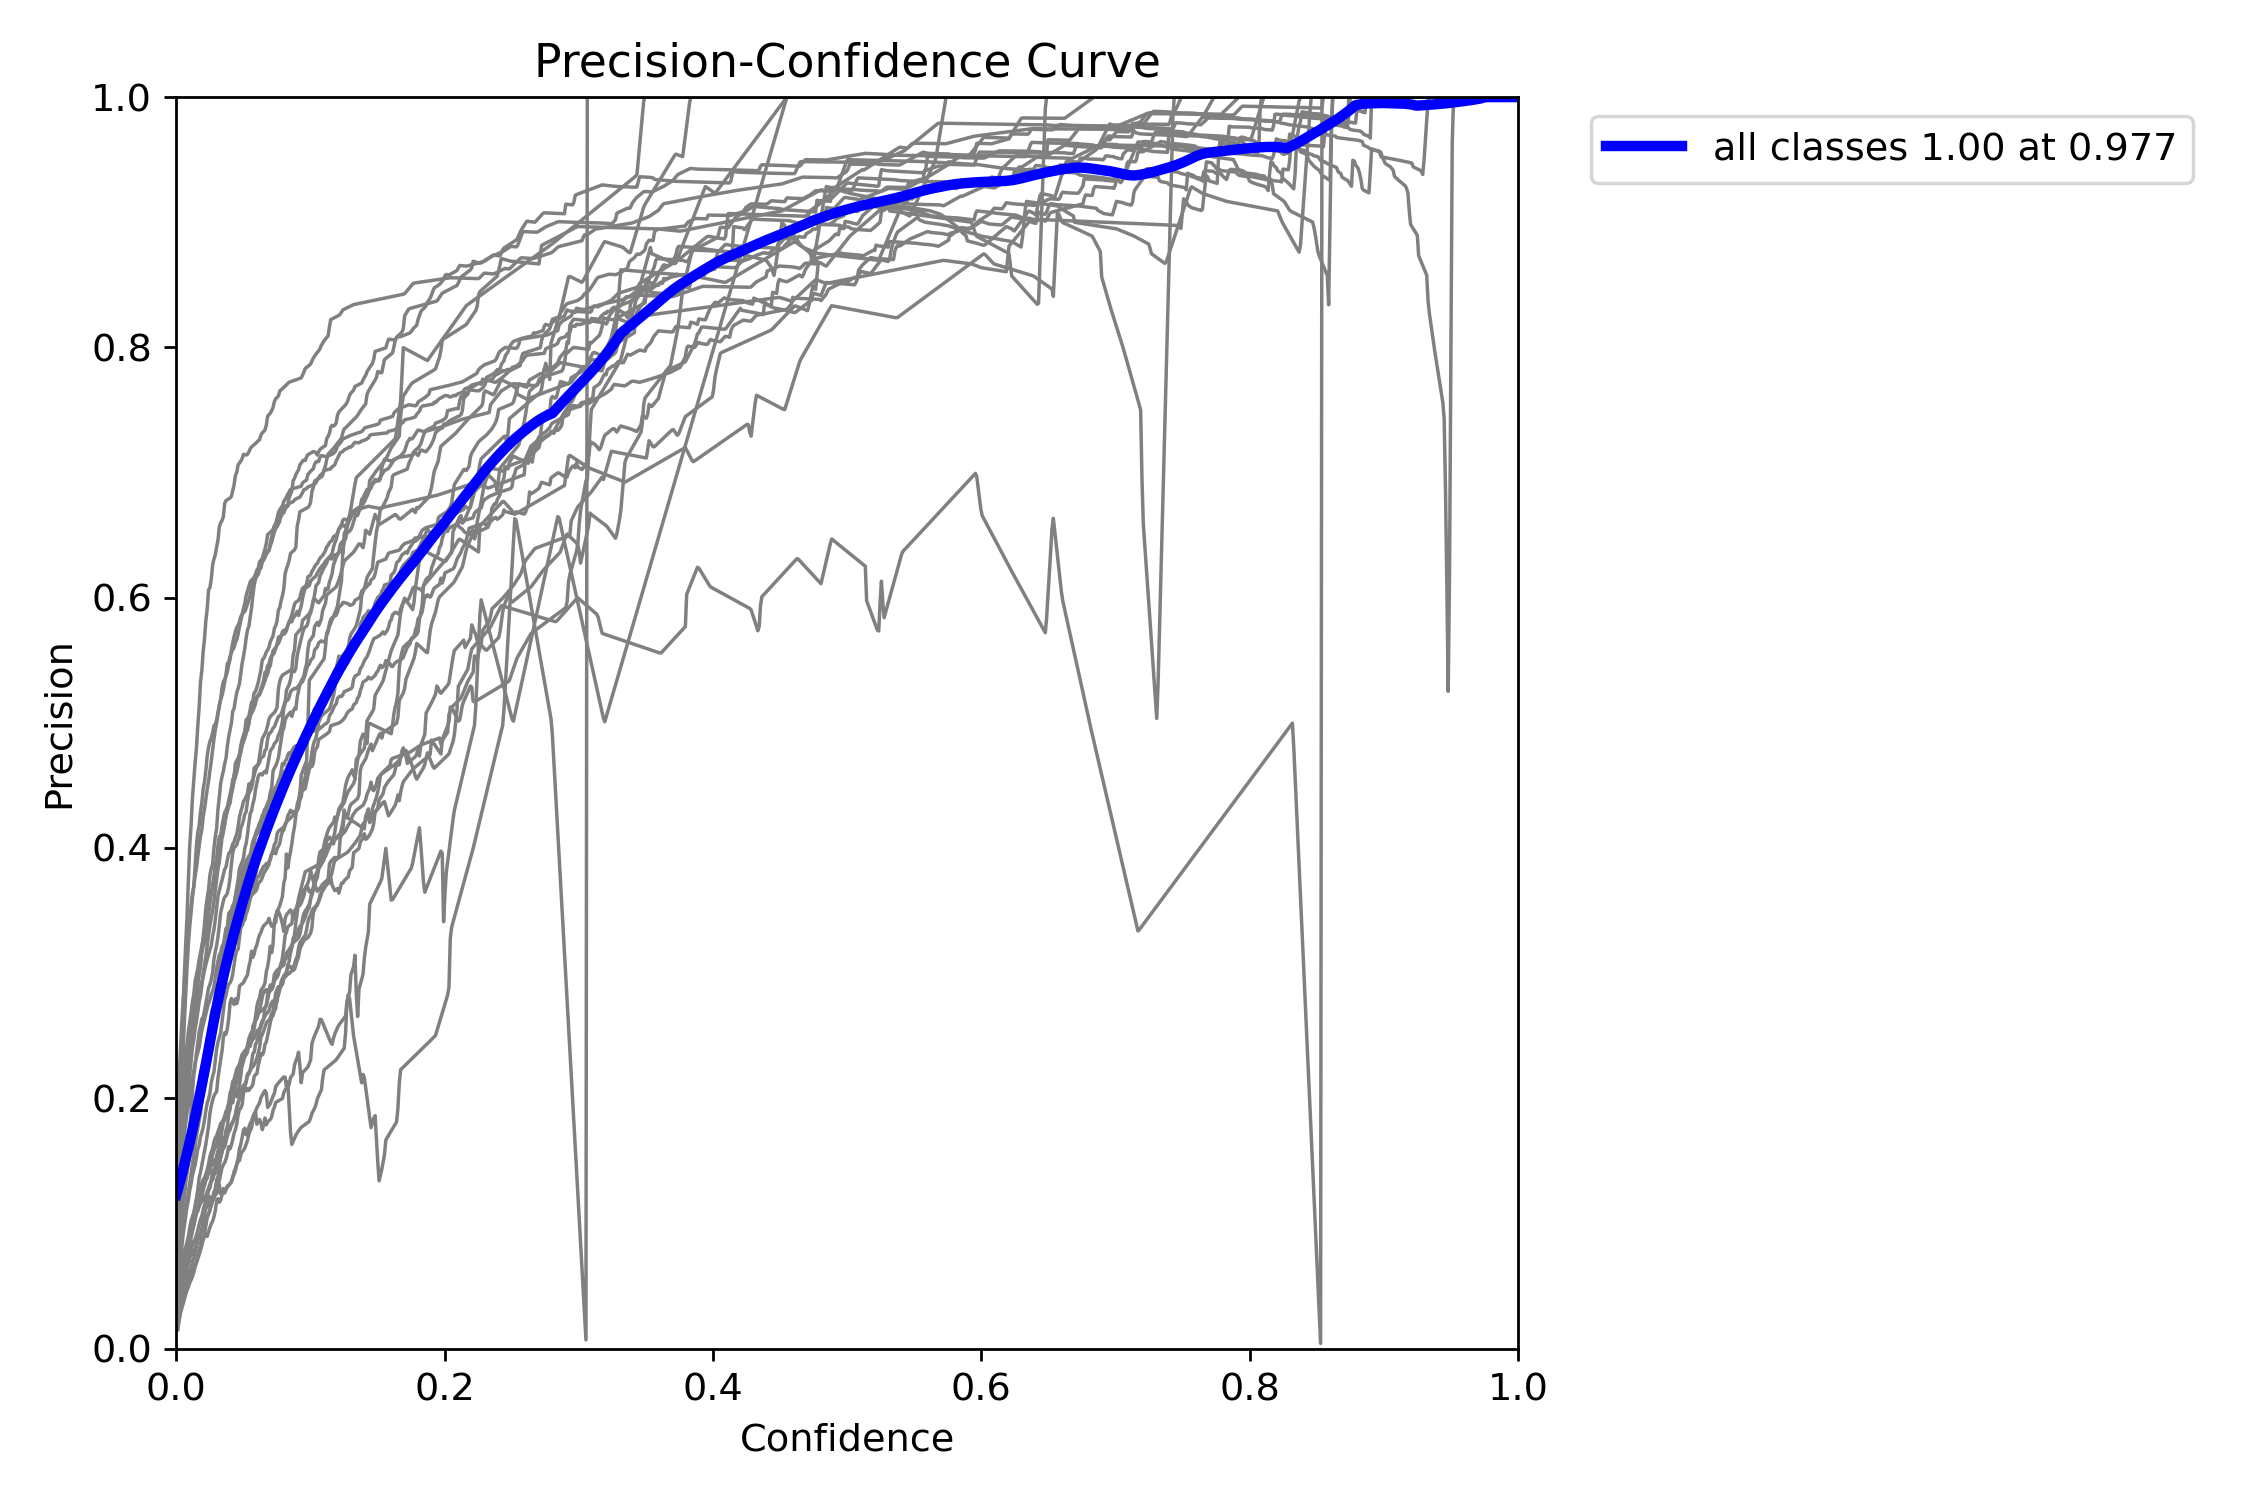 Precision-Confidence Curve
all classes 1.00 at 0.977
1.0
0.8
0.6
0.4
0.2
0.0
Precision
0.0 0.2 0.4 0.6 0.8 1.0
Confidence